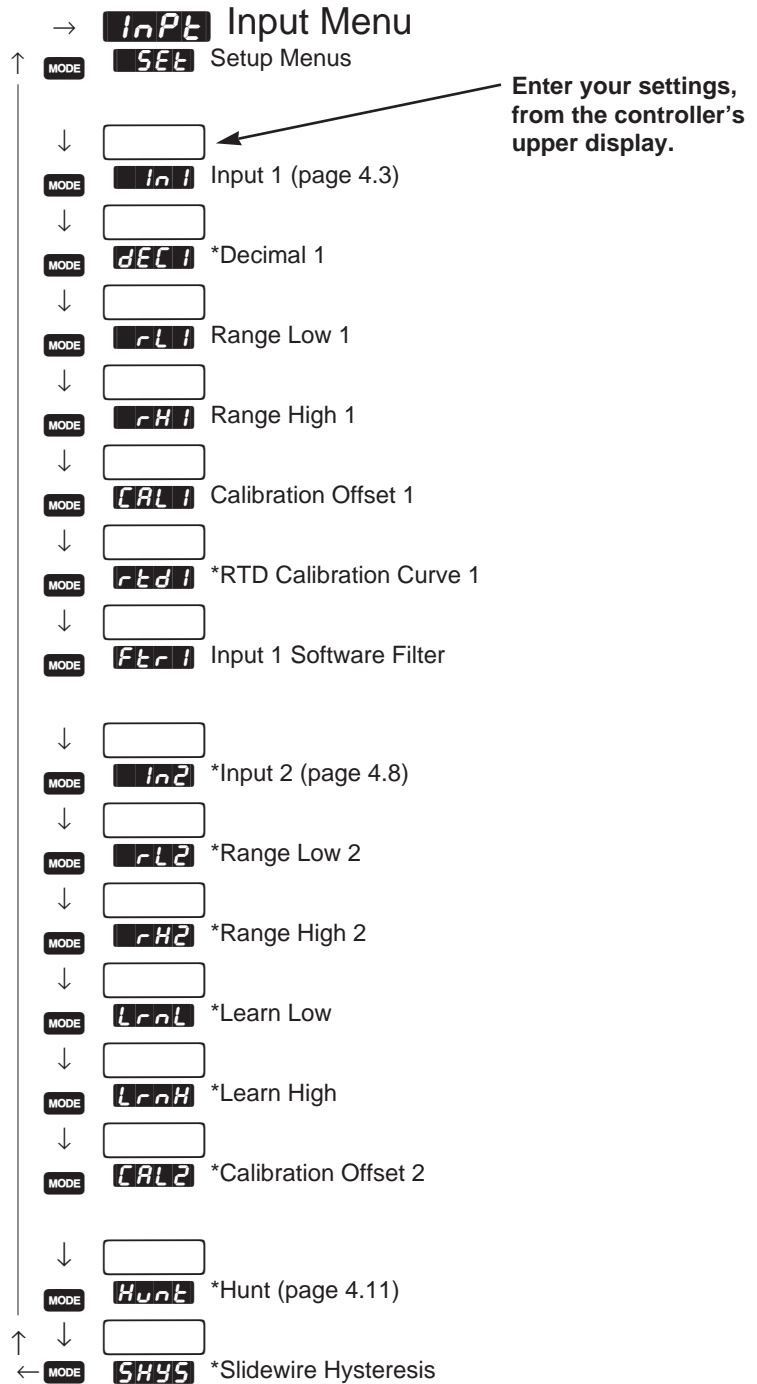 → InPt Input Menu
↑ MODE SEt Setup Menus
Enter your settings,
from the controller's
upper display.
↓
MODE In1 Input 1 (page 4.3)
↓
MODE dEC1 *Decimal 1
↓
MODE rL1 Range Low 1
↓
MODE rH1 Range High 1
↓
MODE CAL1 Calibration Offset 1
↓
MODE rtd1 *RTD Calibration Curve 1
↓
MODE Ftr1 Input 1 Software Filter
↓
MODE In2 *Input 2 (page 4.8)
↓
MODE rL2 *Range Low 2
↓
MODE rH2 *Range High 2
↓
MODE LrnL *Learn Low
↓
MODE LrnH *Learn High
↓
MODE CAL2 *Calibration Offset 2
↓
MODE Hunt *Hunt (page 4.11)
↑ ↓
← MODE SHYS *Slidewire Hysteresis